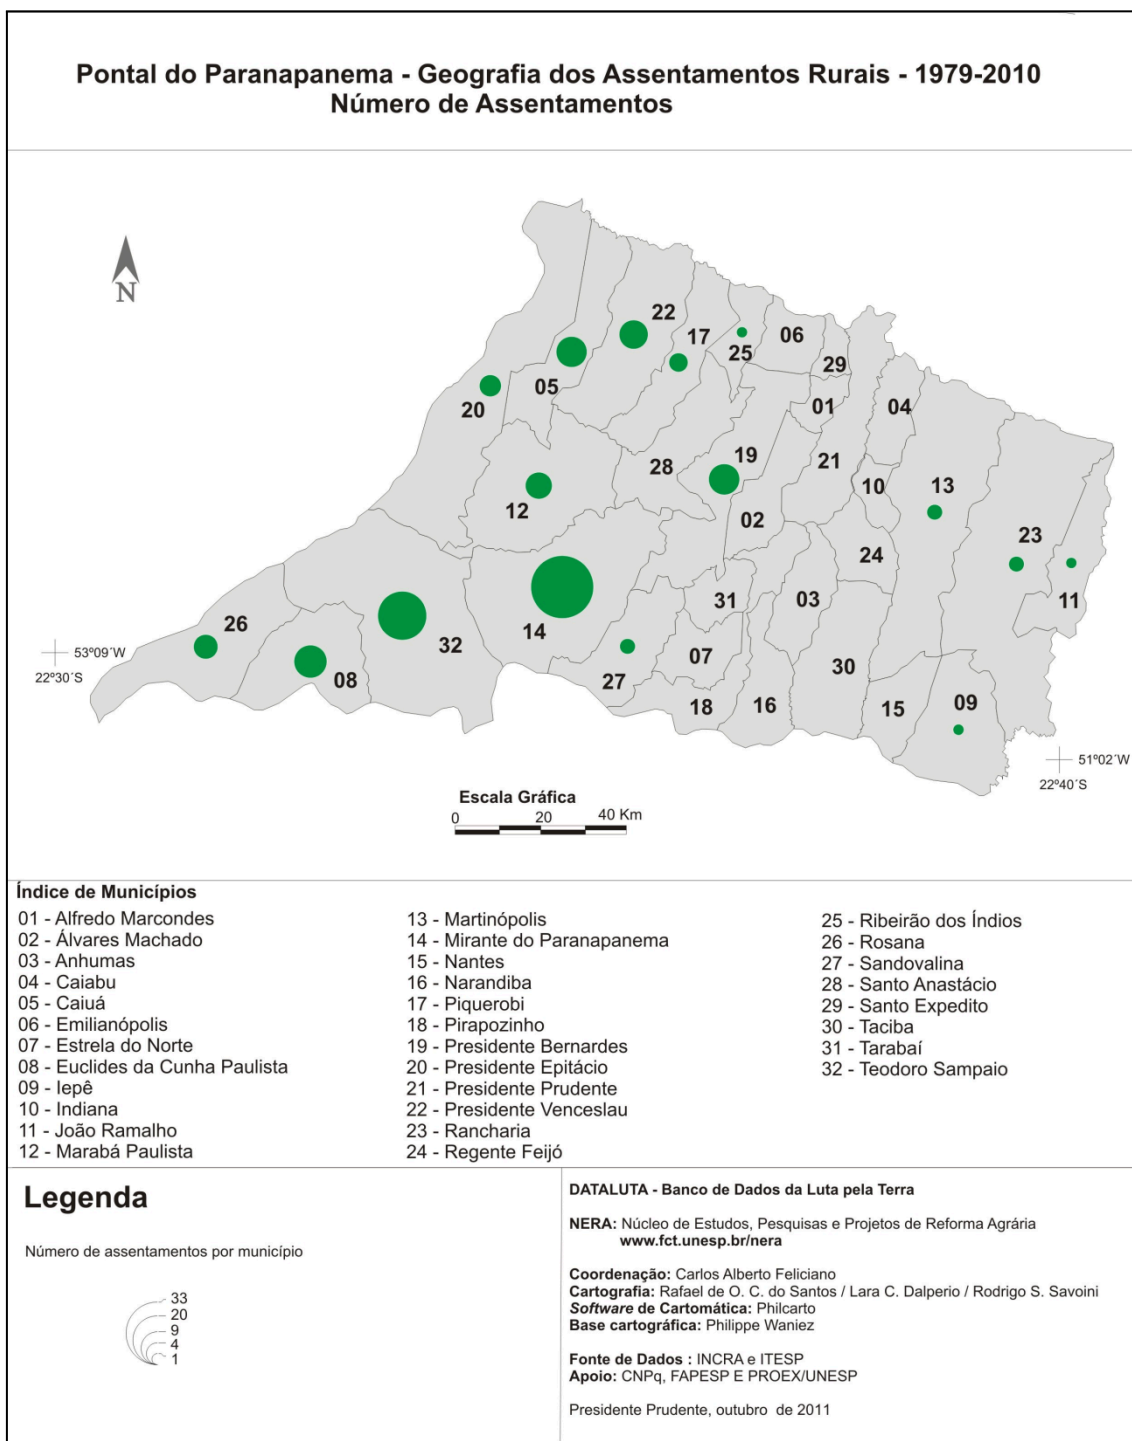 Pontal do Paranapanema - Geografia dos Assentamentos Rurais - 1979-2010
Número de Assentamentos
N
22
17
25
06
29
05
20
01
04
28
19
21
12
10
13
02
24
23
31
03
11
26
14
32
27
07
08
30
18
16
15
09
53º09´W
22º30´S
51º02´W
22º40´S
Escala Gráfica
0 20 40 Km
Índice de Municípios
01 - Alfredo Marcondes
02 - Álvares Machado
03 - Anhumas
04 - Caiabu
05 - Caiuá
06 - Emilianópolis
07 - Estrela do Norte
08 - Euclides da Cunha Paulista
09 - Iepê
10 - Indiana
11 - João Ramalho
12 - Marabá Paulista
13 - Martinópolis
14 - Mirante do Paranapanema
15 - Nantes
16 - Narandiba
17 - Piquerobi
18 - Pirapozinho
19 - Presidente Bernardes
20 - Presidente Epitácio
21 - Presidente Prudente
22 - Presidente Venceslau
23 - Rancharia
24 - Regente Feijó
25 - Ribeirão dos Índios
26 - Rosana
27 - Sandovalina
28 - Santo Anastácio
29 - Santo Expedito
30 - Taciba
31 - Tarabaí
32 - Teodoro Sampaio
Legenda
Número de assentamentos por município
33
20
9
4
1
DATALUTA - Banco de Dados da Luta pela Terra
NERA: Núcleo de Estudos, Pesquisas e Projetos de Reforma Agrária
www.fct.unesp.br/nera
Coordenação: Carlos Alberto Feliciano
Cartografia: Rafael de O. C. do Santos / Lara C. Dalperio / Rodrigo S. Savoini
Software de Cartomática: Philcarto
Base cartográfica: Philippe Waniez
Fonte de Dados : INCRA e ITESP
Apoio: CNPq, FAPESP E PROEX/UNESP
Presidente Prudente, outubro de 2011